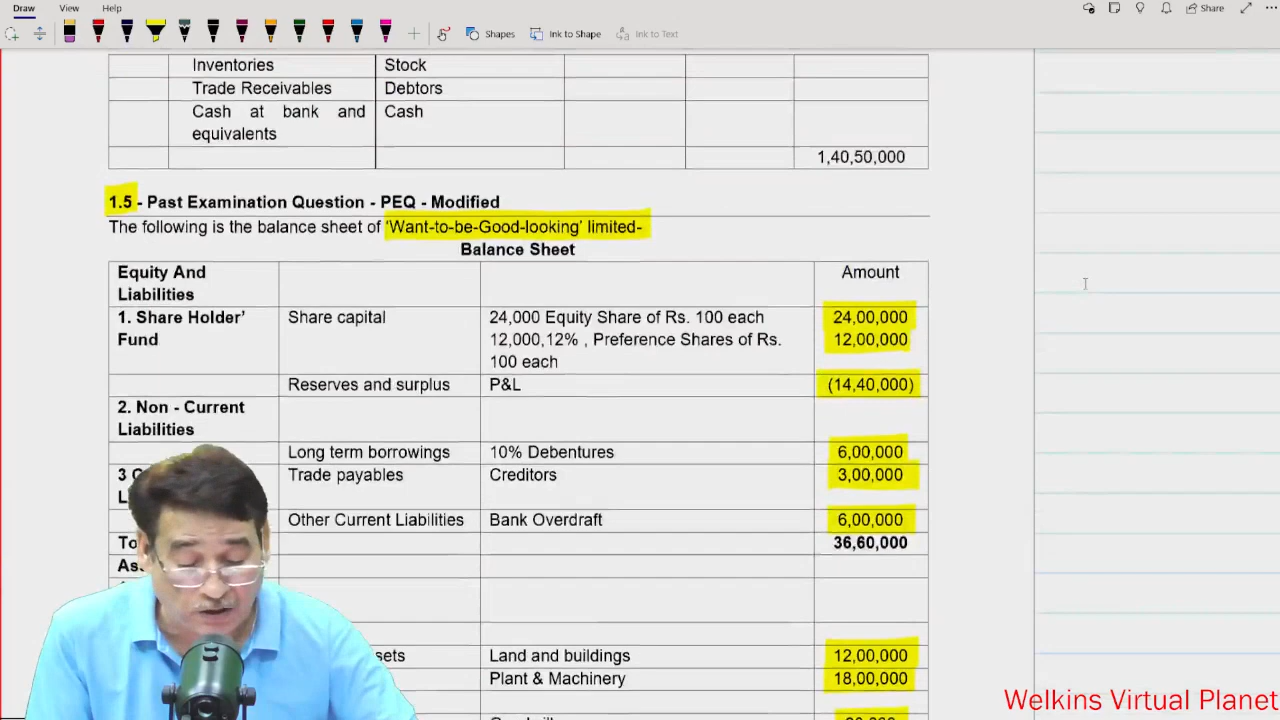 Draw View Help
Share
Shapes Ink to Shape Ink to Text
Inventories Stock
Trade Receivables Debtors
Cash at bank and Cash
equivalents
1,40,50,000
1.5 - Past Examination Question - PEQ - Modified
The following is the balance sheet of 'Want-to-be-Good-looking' limited-
Balance Sheet
Equity And Amount
Liabilities
1. Share Holder' Share capital 24,000 Equity Share of Rs. 100 each 24,00,000
Fund 12,000,12% , Preference Shares of Rs. 12,00,000
100 each
Reserves and surplus P&L (14,40,000)
2. Non - Current
Liabilities
Long term borrowings 10% Debentures 6,00,000
3 Trade payables Creditors 3,00,000
Other Current Liabilities Bank Overdraft 6,00,000
36,60,000
Land and buildings 12,00,000
Plant & Machinery 18,00,000
Welkins Virtual Planet